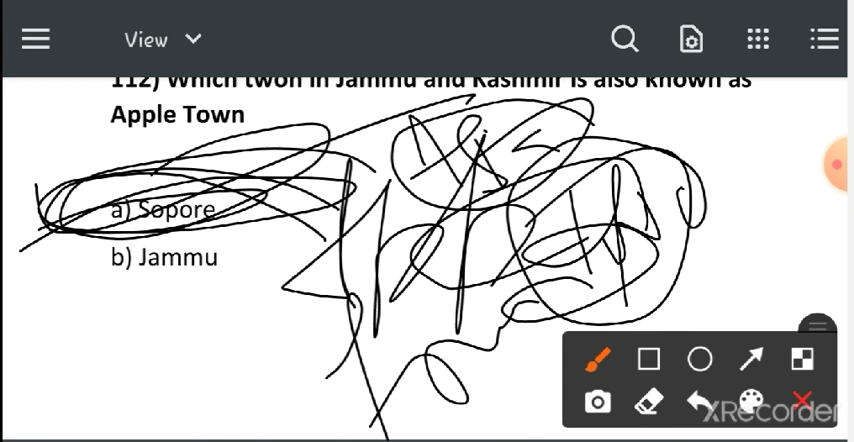 View
112) Which twon in Jammu and Kashmir is also known as
Apple Town
a) Sopore
b) Jammu
XRecorder